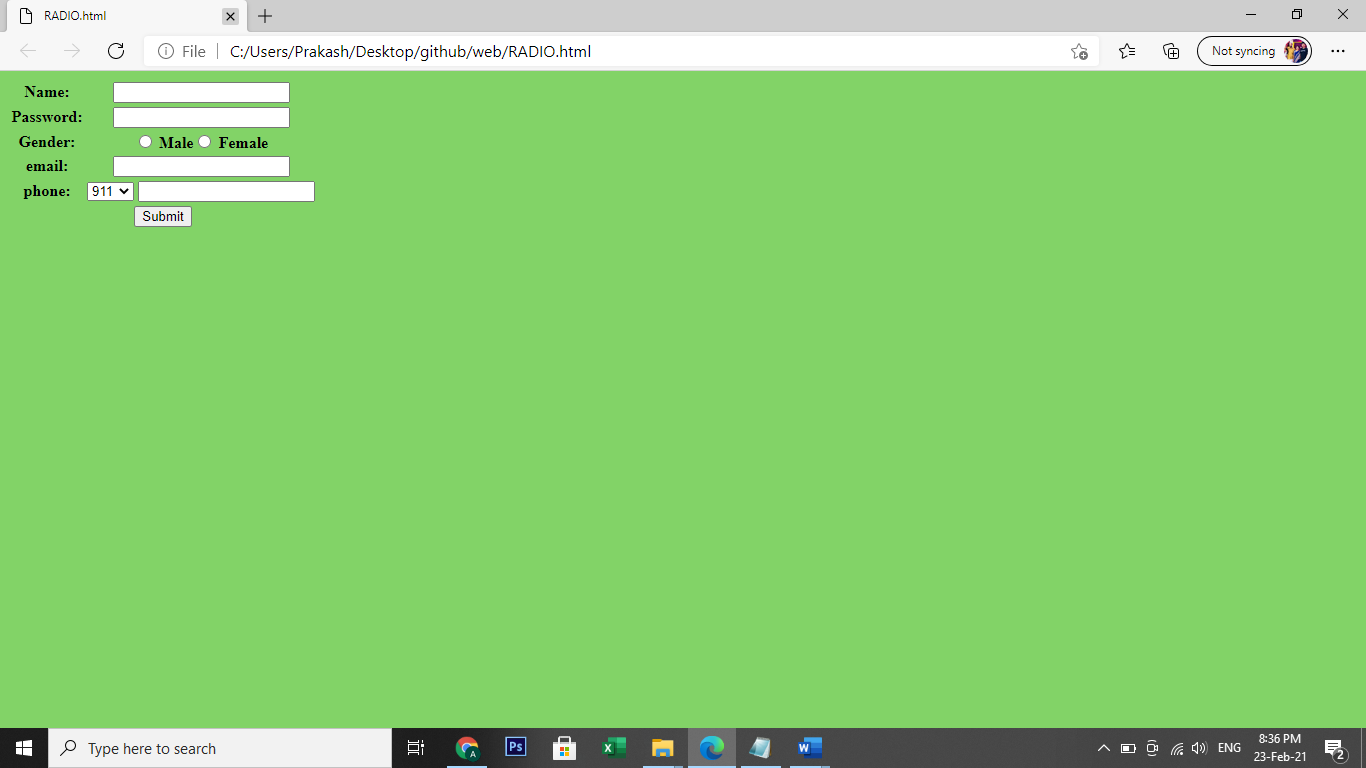 RADIO.html
File C:/Users/Prakash/Desktop/github/web/RADIO.html Not syncing
Name:
Password:
Gender: Male Female
email:
phone: 911
Submit
Type here to search
A
Ps
ENG
8:36 PM
23-Feb-21
2